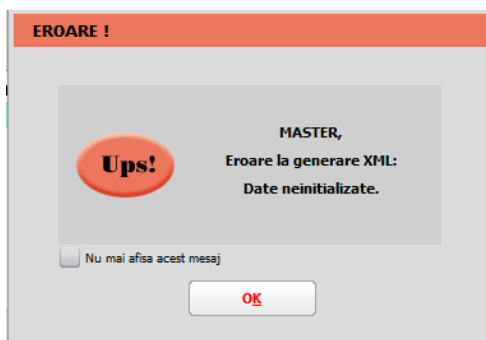 EROARE !
Ups!
MASTER,
Eroare la generare XML:
Date neinitializate.
Nu mai afisa acest mesaj
OK